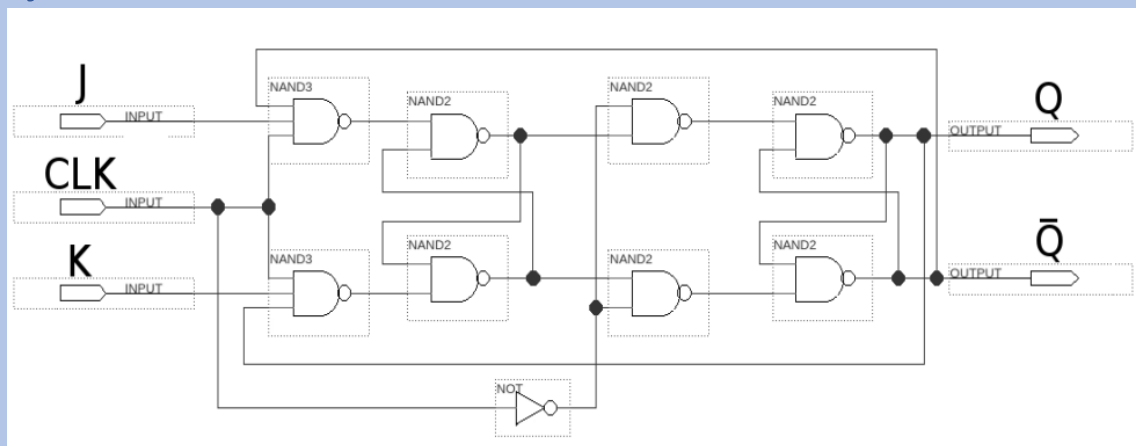 J
INPUT
CLK
INPUT
K
INPUT
NAND3
NAND2
NAND2
NAND2
Q
OUTPUT
NAND3
NAND2
NAND2
NAND2
Q̄
OUTPUT
NOT